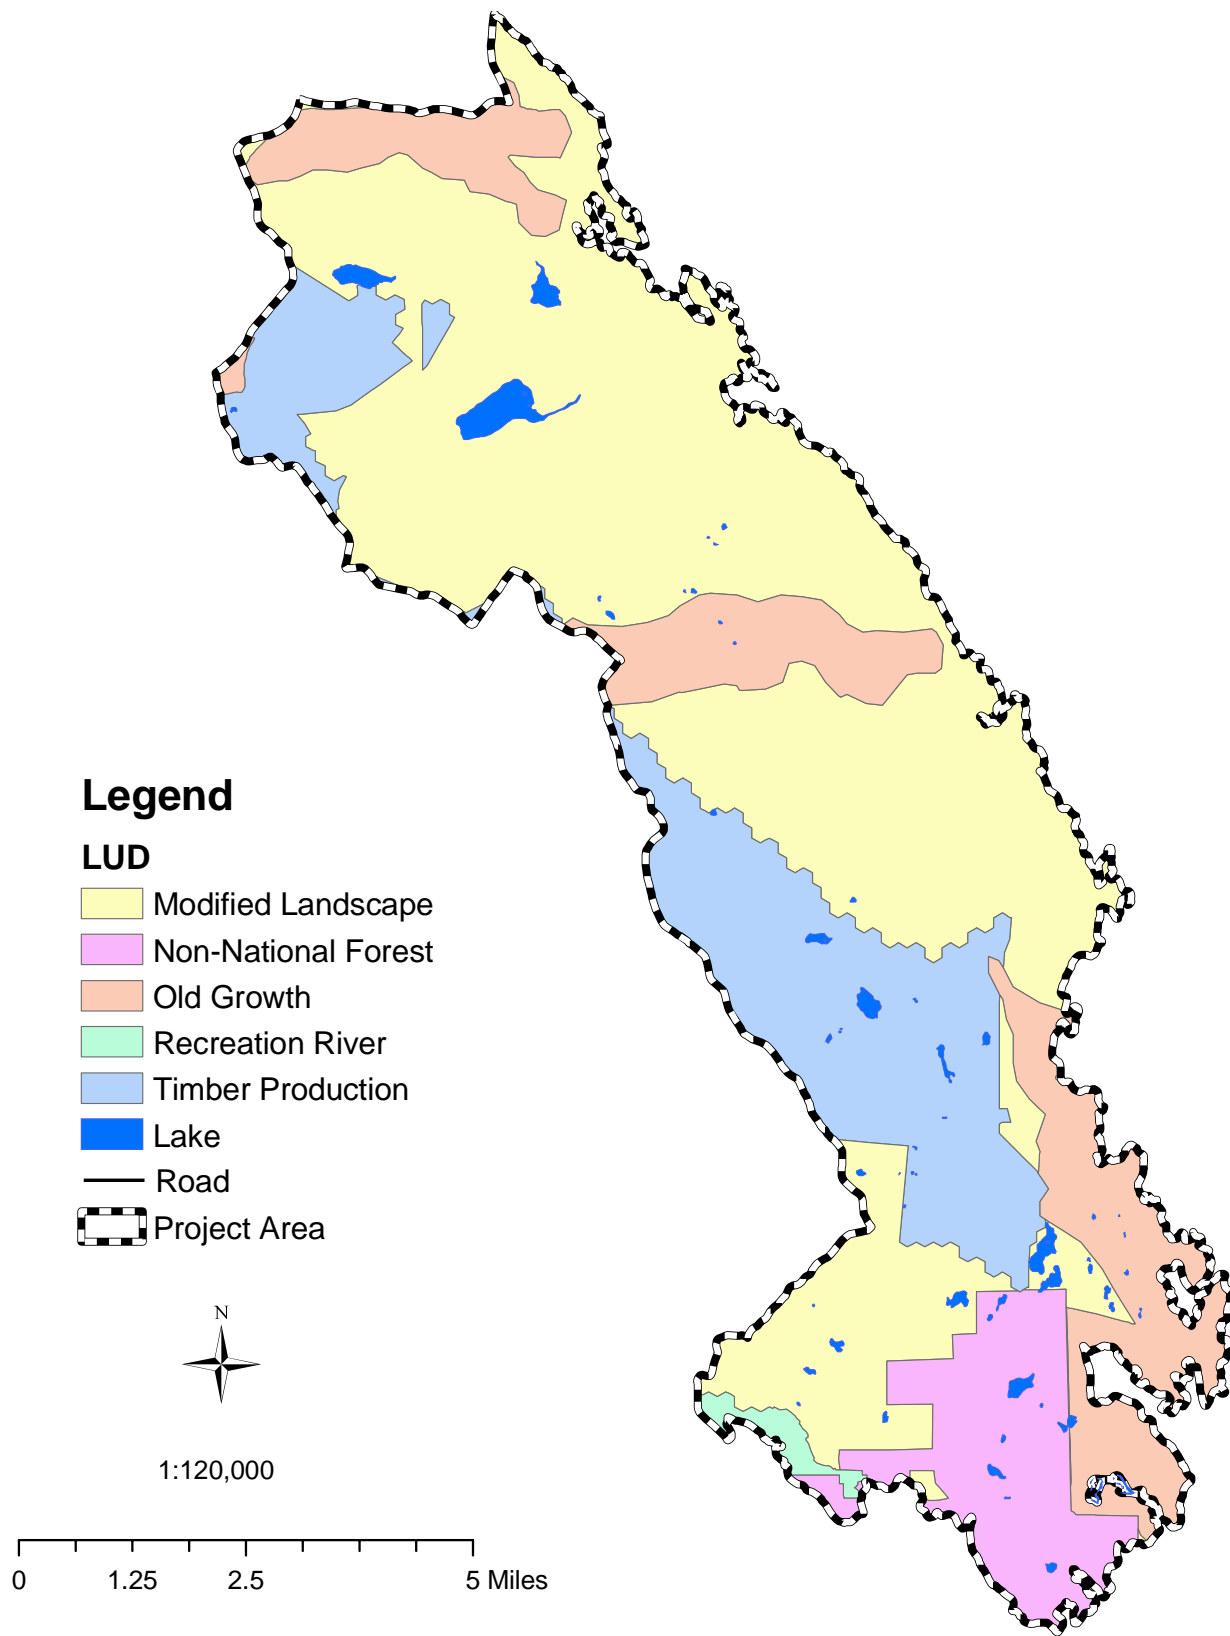 Legend
LUD
Modified Landscape
Non-National Forest
Old Growth
Recreation River
Timber Production
Lake
Road
Project Area
N
1:120,000
0 1.25 2.5 5 Miles